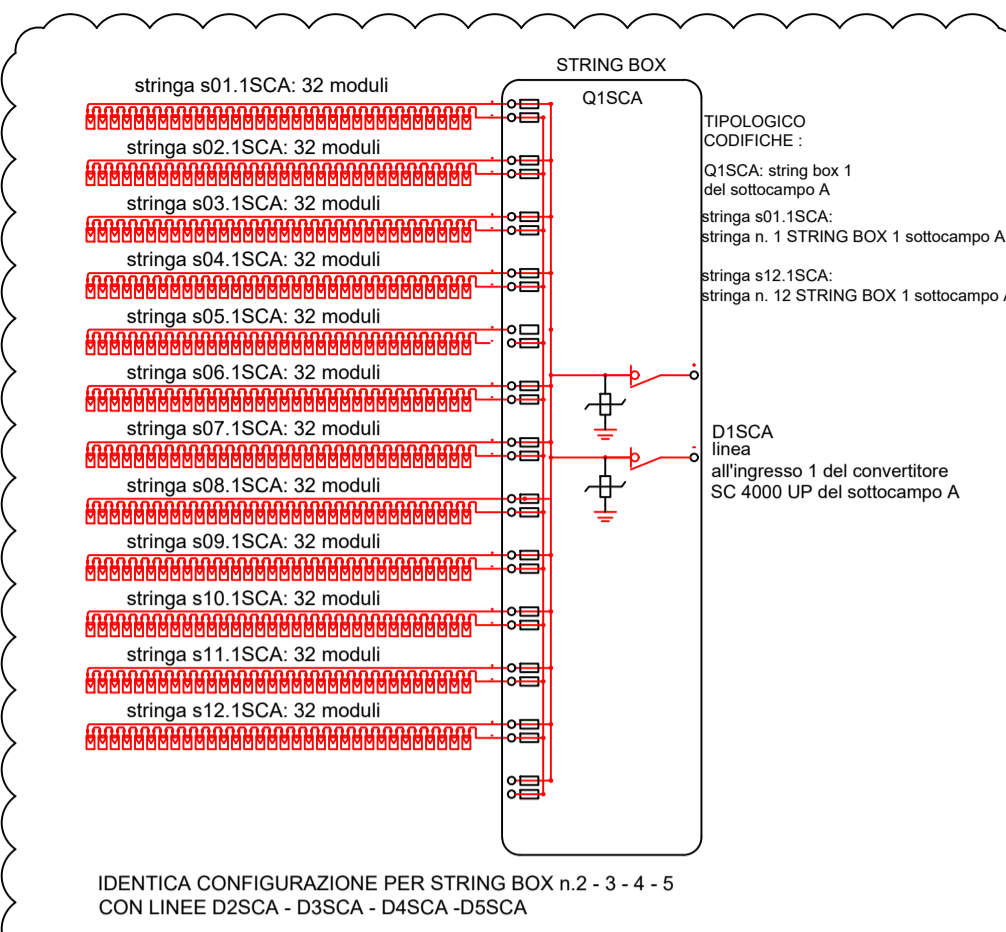 STRING BOX
Q1SCA
stringa s01.1SCA: 32 moduli
stringa s02.1SCA: 32 moduli
stringa s03.1SCA: 32 moduli
stringa s04.1SCA: 32 moduli
stringa s05.1SCA: 32 moduli
stringa s06.1SCA: 32 moduli
stringa s07.1SCA: 32 moduli
stringa s08.1SCA: 32 moduli
stringa s09.1SCA: 32 moduli
stringa s10.1SCA: 32 moduli
stringa s11.1SCA: 32 moduli
stringa s12.1SCA: 32 moduli
TIPOLOGICO
CODIFICHE :
Q1SCA: string box 1
del sottocampo A
stringa s01.1SCA:
stringa n. 1 STRING BOX 1 sottocampo A
stringa s12.1SCA:
stringa n. 12 STRING BOX 1 sottocampo A
D1SCA
linea
all'ingresso 1 del convertitore
SC 4000 UP del sottocampo A
IDENTICA CONFIGURAZIONE PER STRING BOX n.2 - 3 - 4 - 5
CON LINEE D2SCA - D3SCA - D4SCA -D5SCA